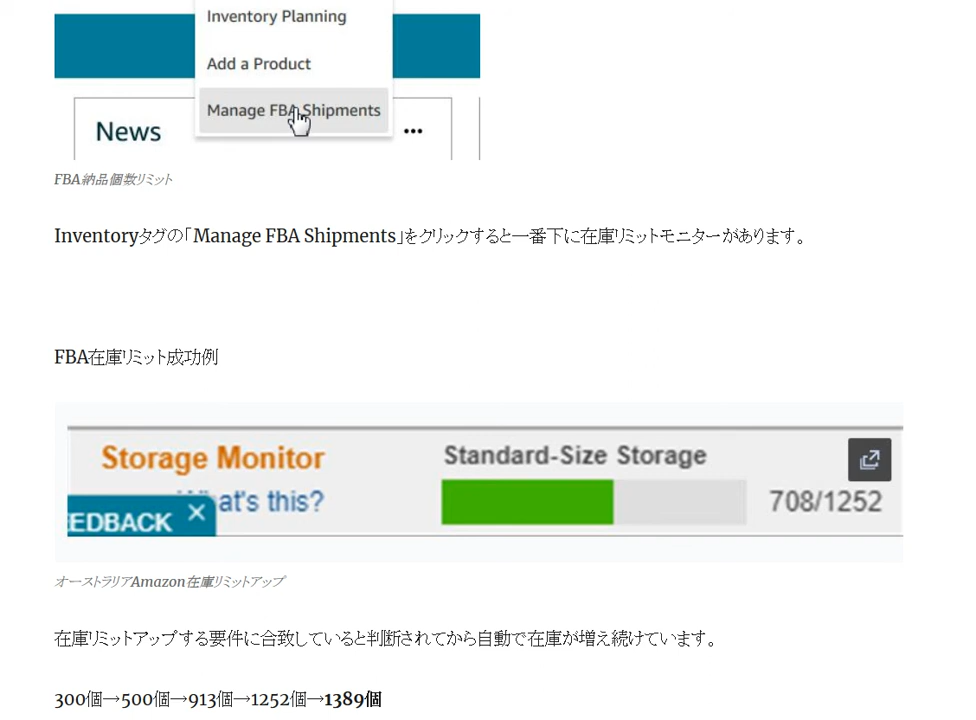 Inventory Planning
Add a Product
Manage FBA Shipments
News
FBA納品個数リミット
Inventoryタグの「Manage FBA Shipments」をクリックすると一番下に在庫リミットモニターがあります。
FBA在庫リミット成功例
Storage Monitor
Standard-Size Storage
What's this?
708/1252
EEDBACK ×
オーストラリアAmazon在庫リミットアップ
在庫リミットアップする要件に合致していると判断されてから自動で在庫が増え続けています。
300個→500個→913個→1252個→1389個